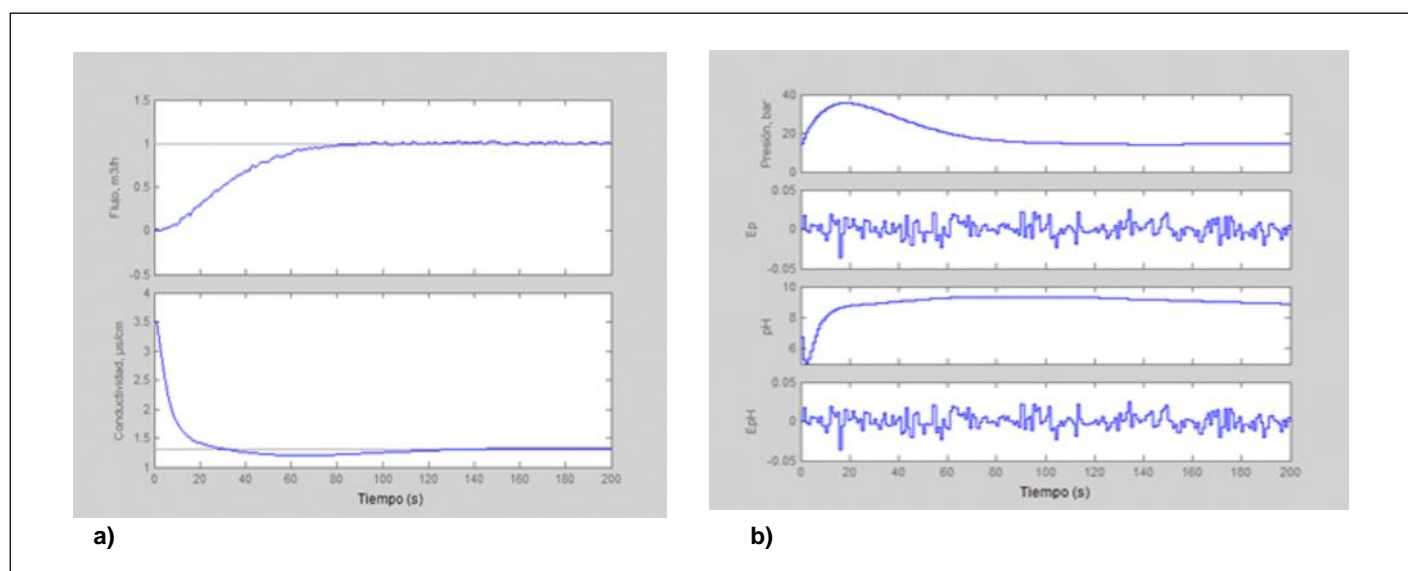 1.5
1
0.5
0
-0.5
Flujo, m3/h
4
3.5
3
2.5
2
1.5
1
Conductividad, µs/cm
0 20 40 60 80 100 120 140 160 180 200
Tiempo (s)
a)
40
20
0
Presión, bar
0.05
0
-0.05
Ep
10
8
6
pH
0.05
0
-0.05
EpH
0 20 40 60 80 100 120 140 160 180 200
Tiempo (s)
b)